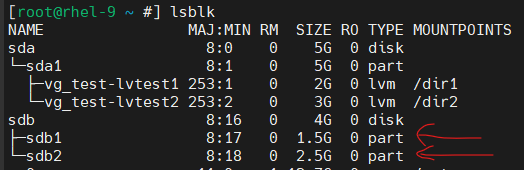 [root@rhel-9 ~ #] lsblk
NAME                  MAJ:MIN RM   SIZE RO TYPE MOUNTPOINTS
sda                     8:0    0     5G  0 disk
└─sda1                  8:1    0     5G  0 part
  ├─vg_test-lvtest1   253:1    0     2G  0 lvm  /dir1
  └─vg_test-lvtest2   253:2    0     3G  0 lvm  /dir2
sdb                     8:16   0     4G  0 disk
├─sdb1                  8:17   0   1.5G  0 part
└─sdb2                  8:18   0   2.5G  0 part